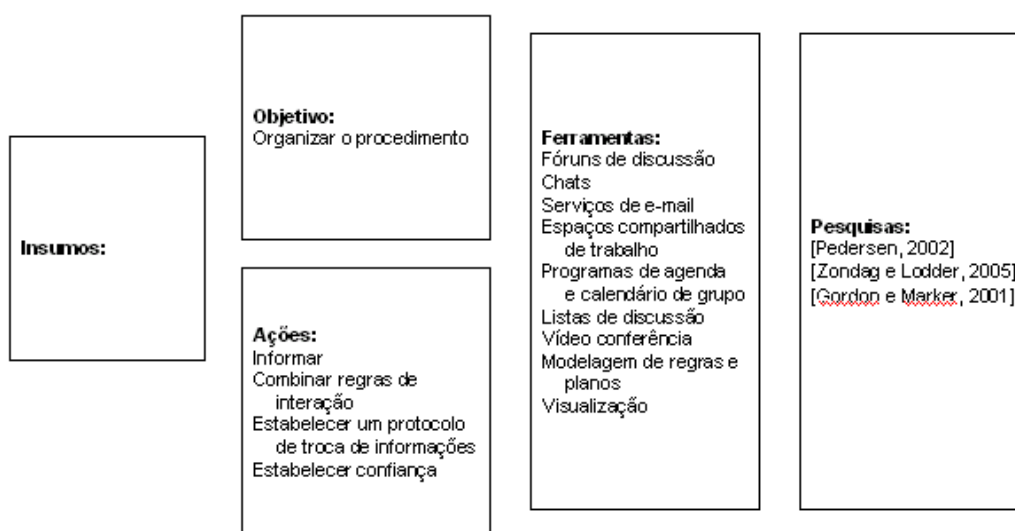 Insumos:
Objetivo:
Organizar o procedimento
Ações:
Informar
Combinar regras de
interação
Estabelecer um protocolo
de troca de informações
Estabelecer confiança
Ferramentas:
Fóruns de discussão
Chats
Serviços de e-mail
Espaços compartilhados
de trabalho
Programas de agenda
e calendário de grupo
Listas de discussão
Vídeo conferência
Modelagem de regras e
planos
Visualização
Pesquisas:
[Pedersen, 2002]
[Zondag e Lodder, 2005]
[Gordon e Marker, 2001]